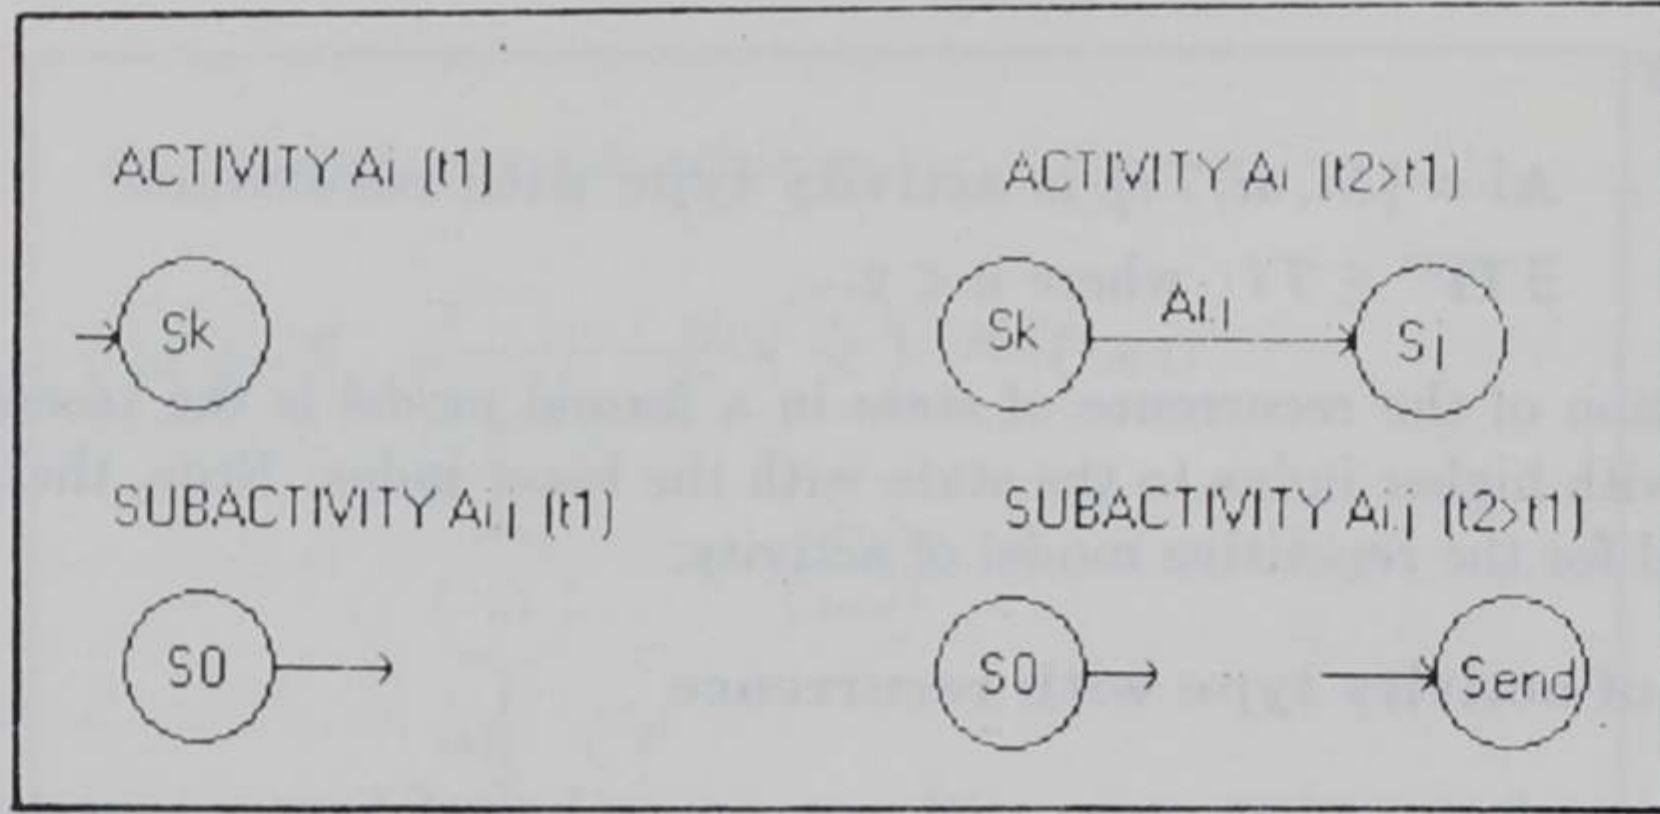 ACTIVITY Ai (t1)
ACTIVITY Ai (t2>t1)
Sk
Sk
Ai.j
Sj
SUBACTIVITY Ai.j (t1)
SUBACTIVITY Ai.j (t2>t1)
S0
S0
Send